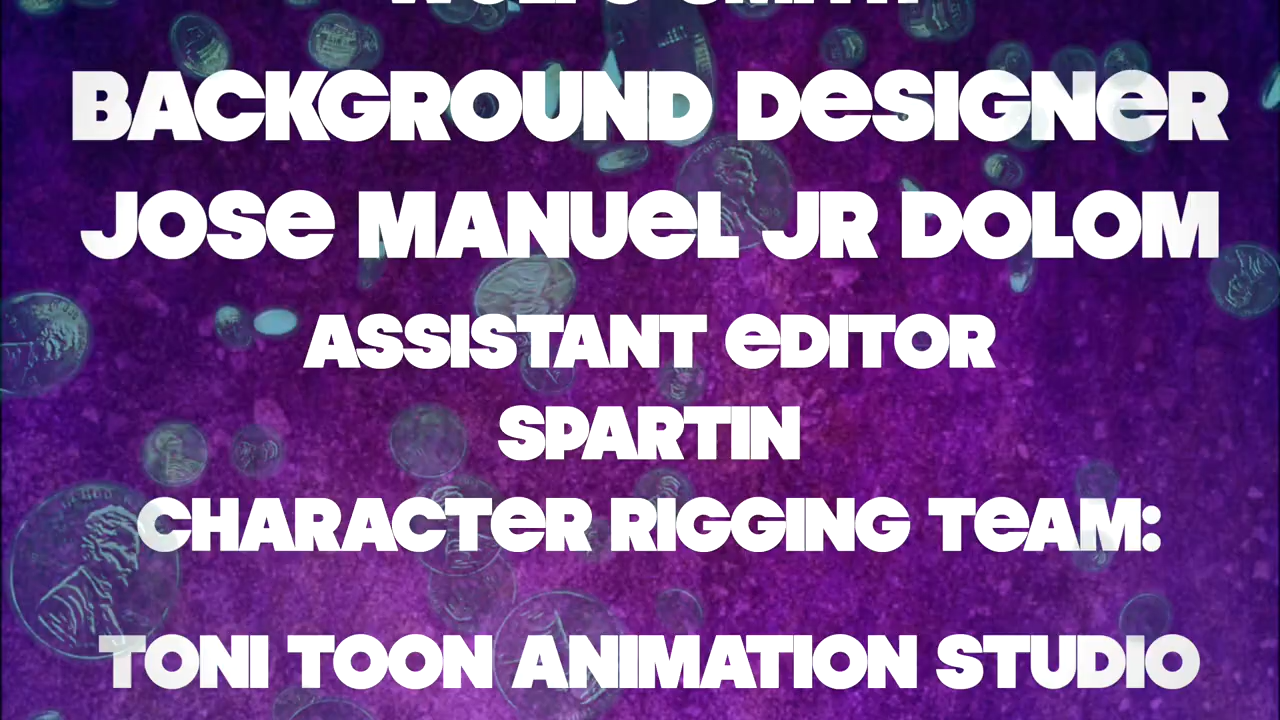 BACKGROUND DeSIGNeR
JOSe MANUeL JR DOLOM
ASSISTANT eDITOR
SPARTIN
CHARACTeR RIGGING TeAM:
TONI TOON ANIMATION STUDIO